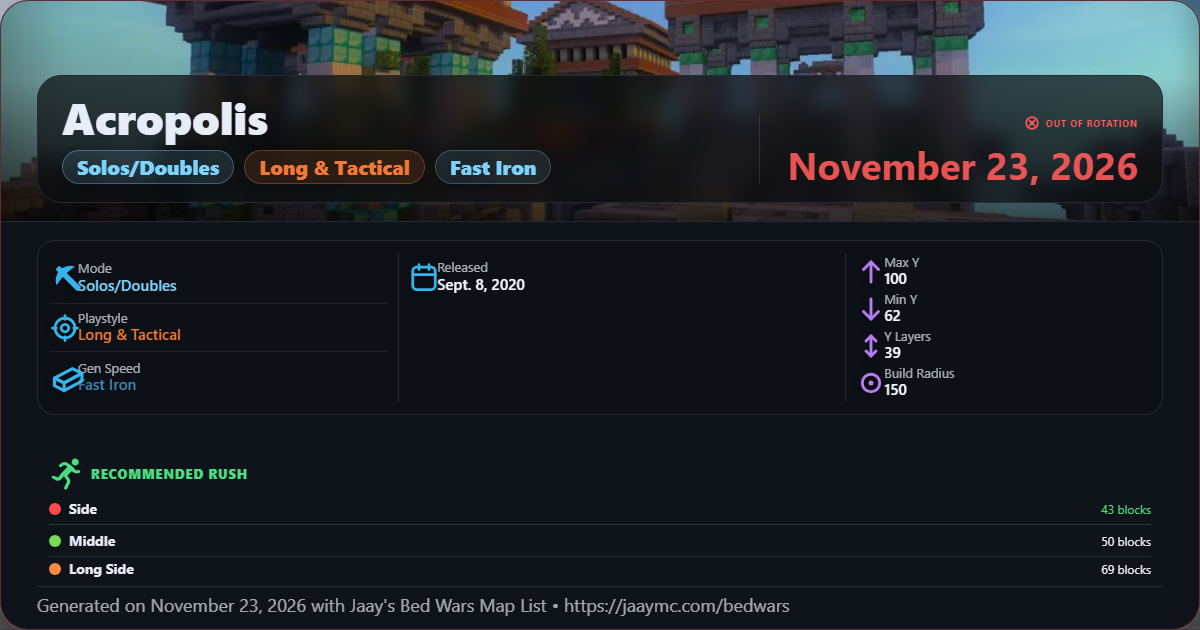 Acropolis
Solos/Doubles
Long & Tactical
Fast Iron
OUT OF ROTATION
November 23, 2026
Mode
Solos/Doubles
Playstyle
Long & Tactical
Gen Speed
Fast Iron
Released
Sept. 8, 2020
Max Y
100
Min Y
62
Y Layers
39
Build Radius
150
RECOMMENDED RUSH
Side 43 blocks
Middle 50 blocks
Long Side 69 blocks
Generated on November 23, 2026 with Jaay's Bed Wars Map List • https://jaaymc.com/bedwars